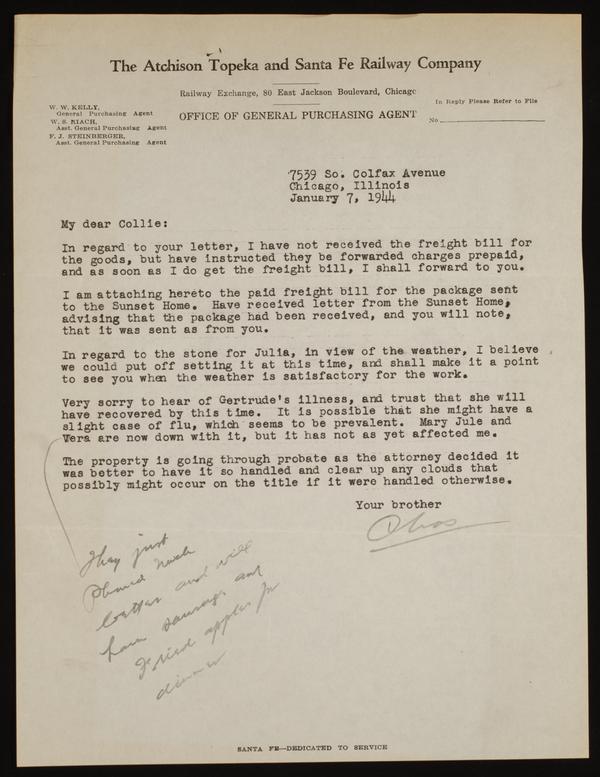 The Atchison Topeka and Santa Fe Railway Company
Railway Exchange, 80 East Jackson Boulevard, Chicago
W. W. KELLY,
General Purchasing Agent
W. S. RIACH,
Asst. General Purchasing Agent
F. J. STEINBERGER,
Asst. General Purchasing Agent
OFFICE OF GENERAL PURCHASING AGENT
In Reply Please Refer to File
No.
7539 So. Colfax Avenue
Chicago, Illinois
January 7, 1944
My dear Collie:
In regard to your letter, I have not received the freight bill for
the goods, but have instructed they be forwarded charges prepaid,
and as soon as I do get the freight bill, I shall forward to you.
I am attaching hereto the paid freight bill for the package sent
to the Sunset Home. Have received letter from the Sunset Home,
advising that the package had been received, and you will note,
that it was sent as from you.
In regard to the stone for Julia, in view of the weather, I believe
we could put off setting it at this time, and shall make it a point
to see you when the weather is satisfactory for the work.
Very sorry to hear of Gertrude's illness, and trust that she will
have recovered by this time. It is possible that she might have a
slight case of flu, which seems to be prevalent. Mary Jule and
Vera are now down with it, but it has not as yet affected me.
The property is going through probate as the attorney decided it
was better to have it so handled and clear up any clouds that
possibly might occur on the title if it were handled otherwise.
Your brother
They just
Phoned much
better and will
have sausage and
Fried apples for
dinner
SANTA FE—DEDICATED TO SERVICE